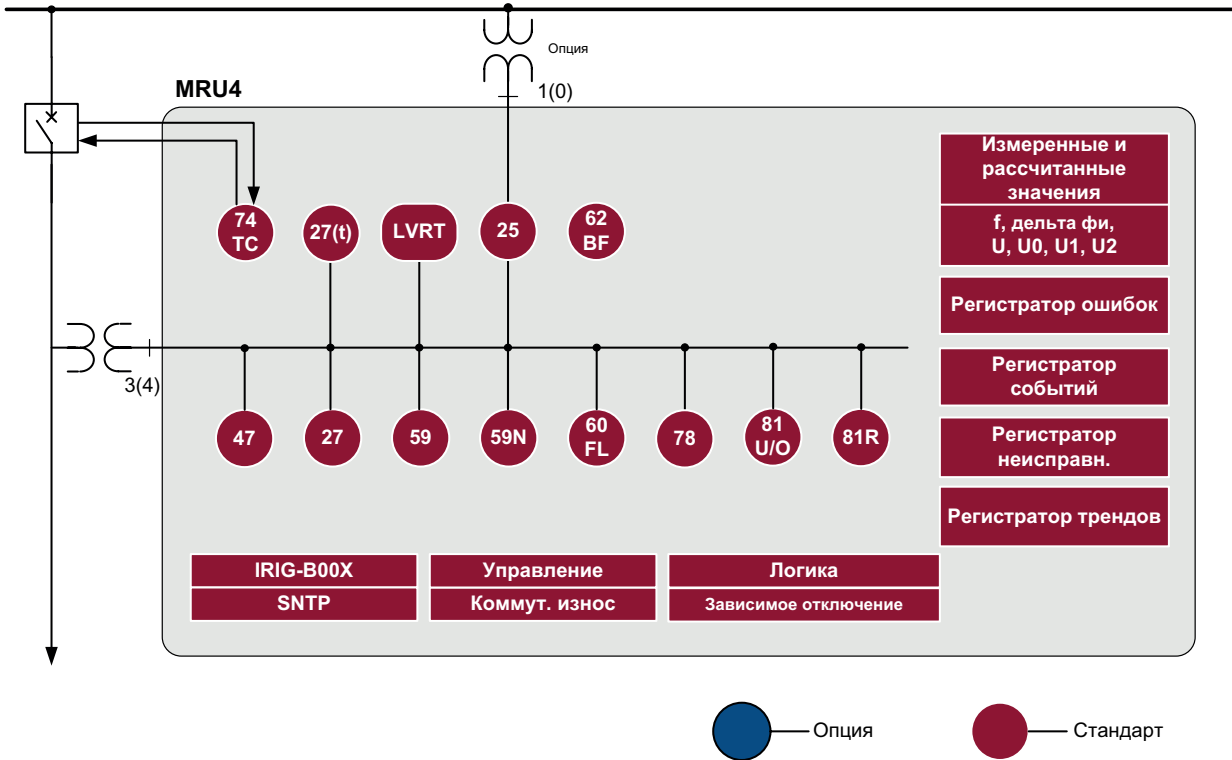 Опция
MRU4
1(0)
Измеренные и
рассчитанные
значения
f, дельта фи,
U, U0, U1, U2
74
TC
27(t)
LVRT
25
62
BF
Регистратор ошибок
3(4)
Регистратор
событий
47
27
59
59N
60
FL
78
81
U/O
81R
Регистратор
неисправн.
Регистратор трендов
IRIG-B00X
Управление
Логика
SNTP
Коммут. износ
Зависимое отключение
Опция
Стандарт